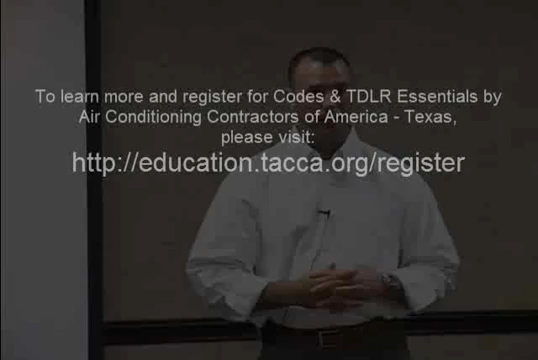 To learn more and register for Codes & TDLR Essentials by
Air Conditioning Contractors of America - Texas,
please visit:
http://education.tacca.org/register